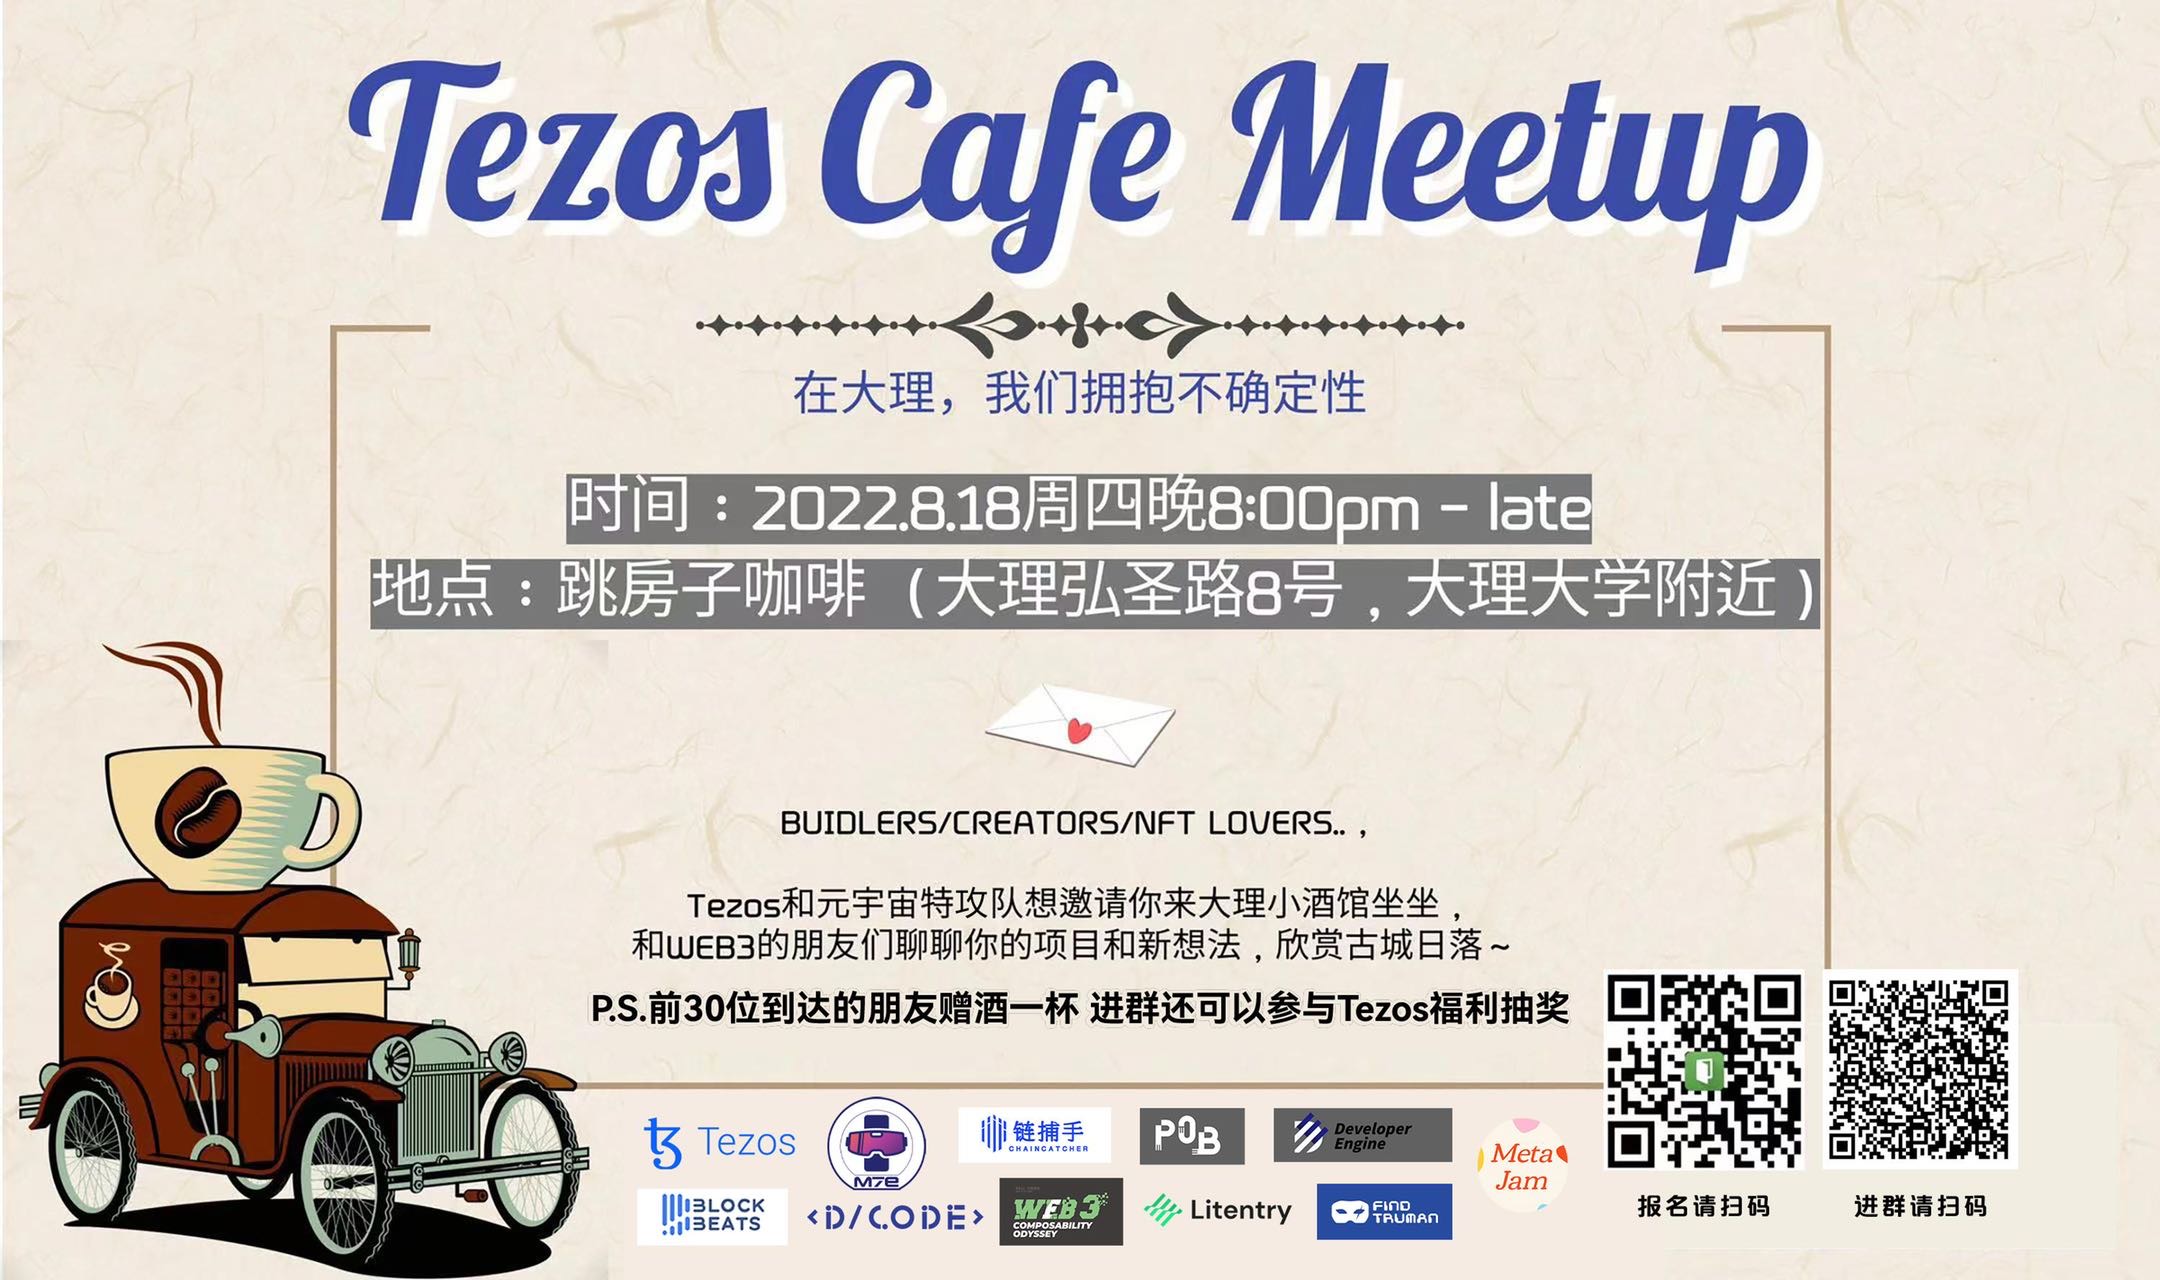 Tezos Cafe Meetup
在大理，我们拥抱不确定性
时间：2022.8.18周四晚8:00pm - late
地点：跳房子咖啡（大理弘圣路8号，大理大学附近）
BUIDLERS/CREATORS/NFT LOVERS..，
Tezos和元宇宙特攻队想邀请你来大理小酒馆坐坐，
和WEB3的朋友们聊聊你的项目和新想法，欣赏古城日落~
P.S.前30位到达的朋友赠酒一杯 进群还可以参与Tezos福利抽奖
Tezos
M7e
链捕手
CHAINCATCHER
POB
Developer
Engine
Meta
Jam
BLOCK
BEATS
<D/CODE>
WEB3
COMPOSABILITY
ODYSSEY
Litentry
FIND
TRUMAN
报名请扫码
进群请扫码